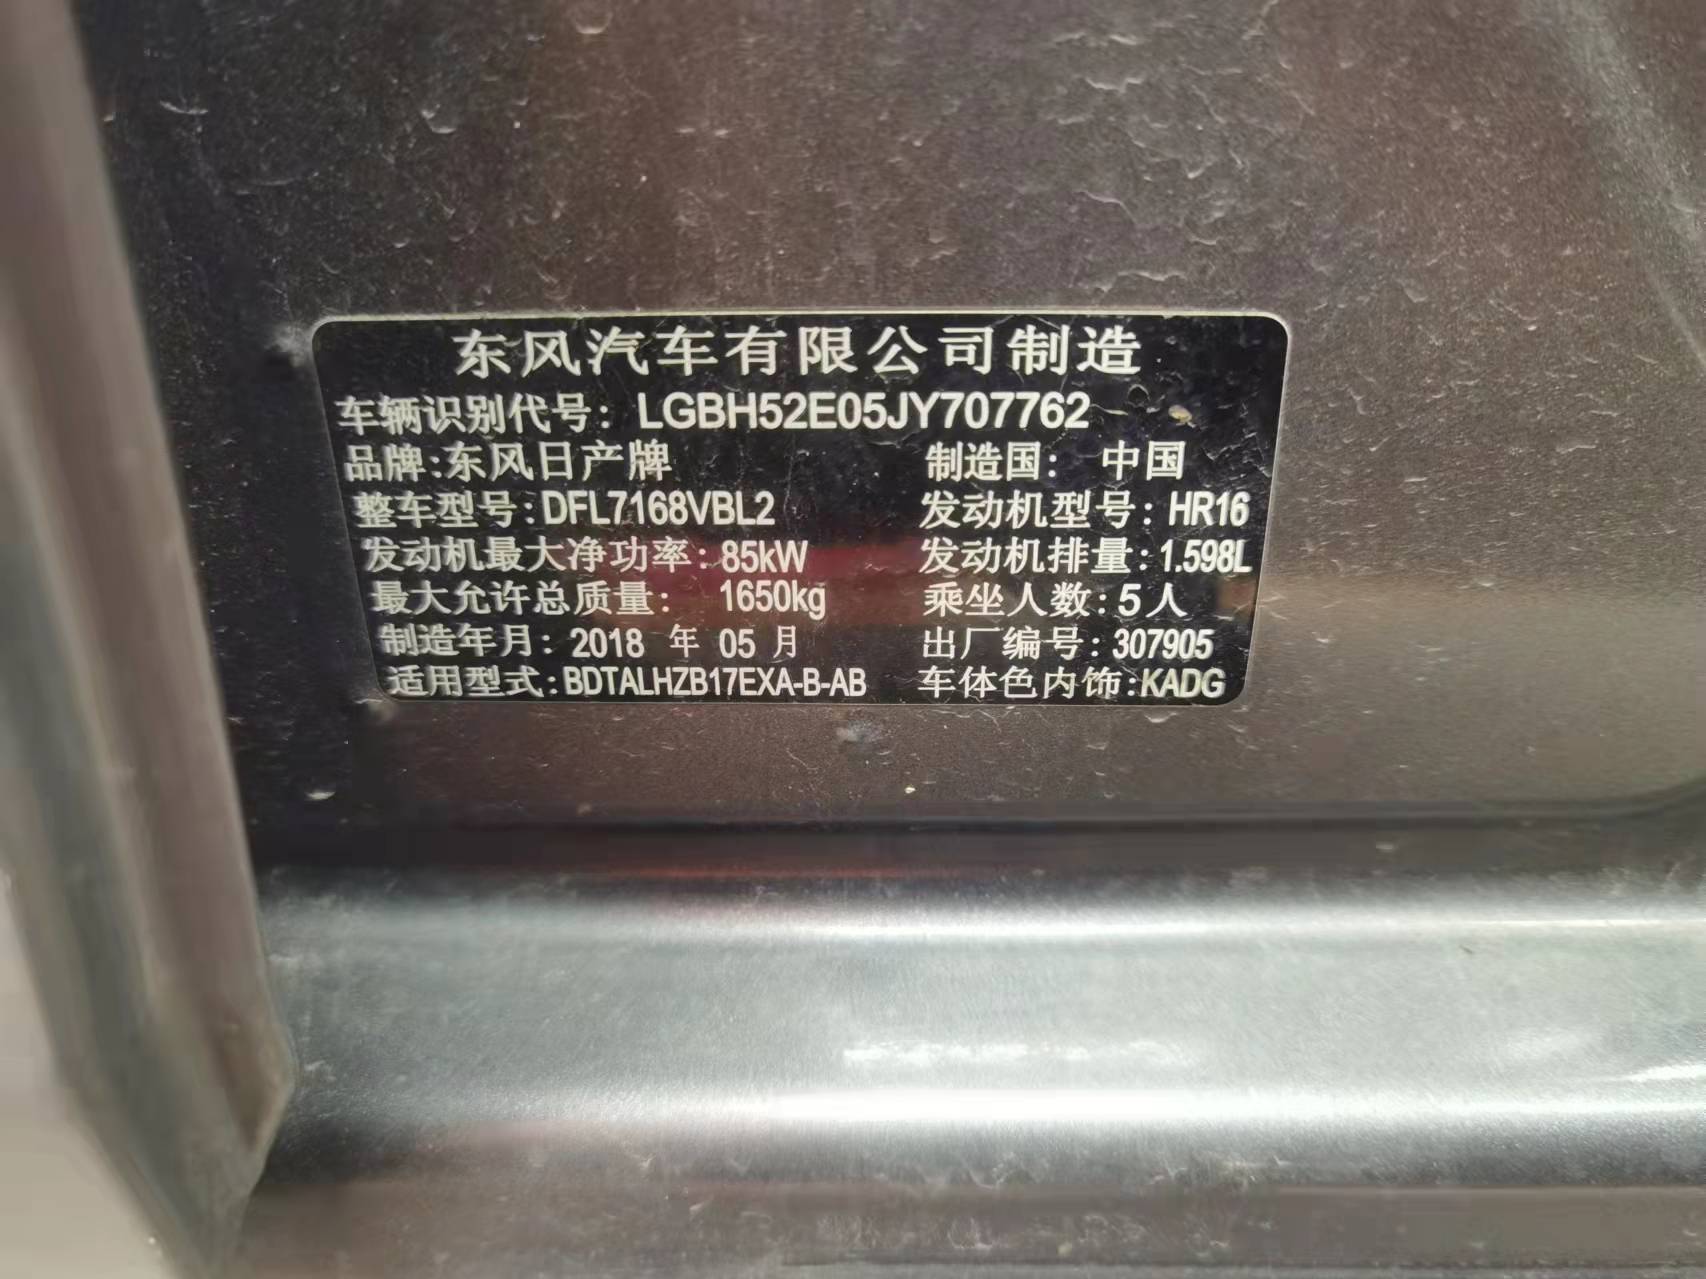 东风汽车有限公司制造
车辆识别代号: LGBH52E05JY707762
品牌:东风日产牌 制造国: 中国
整车型号:DFL7168VBL2 发动机型号: HR16
发动机最大净功率: 85kW 发动机排量:1.598L
最大允许总质量: 1650kg 乘坐人数:5人
制造年月: 2018 年 05 月 出厂编号: 307905
适用型式:BDTALHZB17EXA-B-AB 车体色内饰:KADG